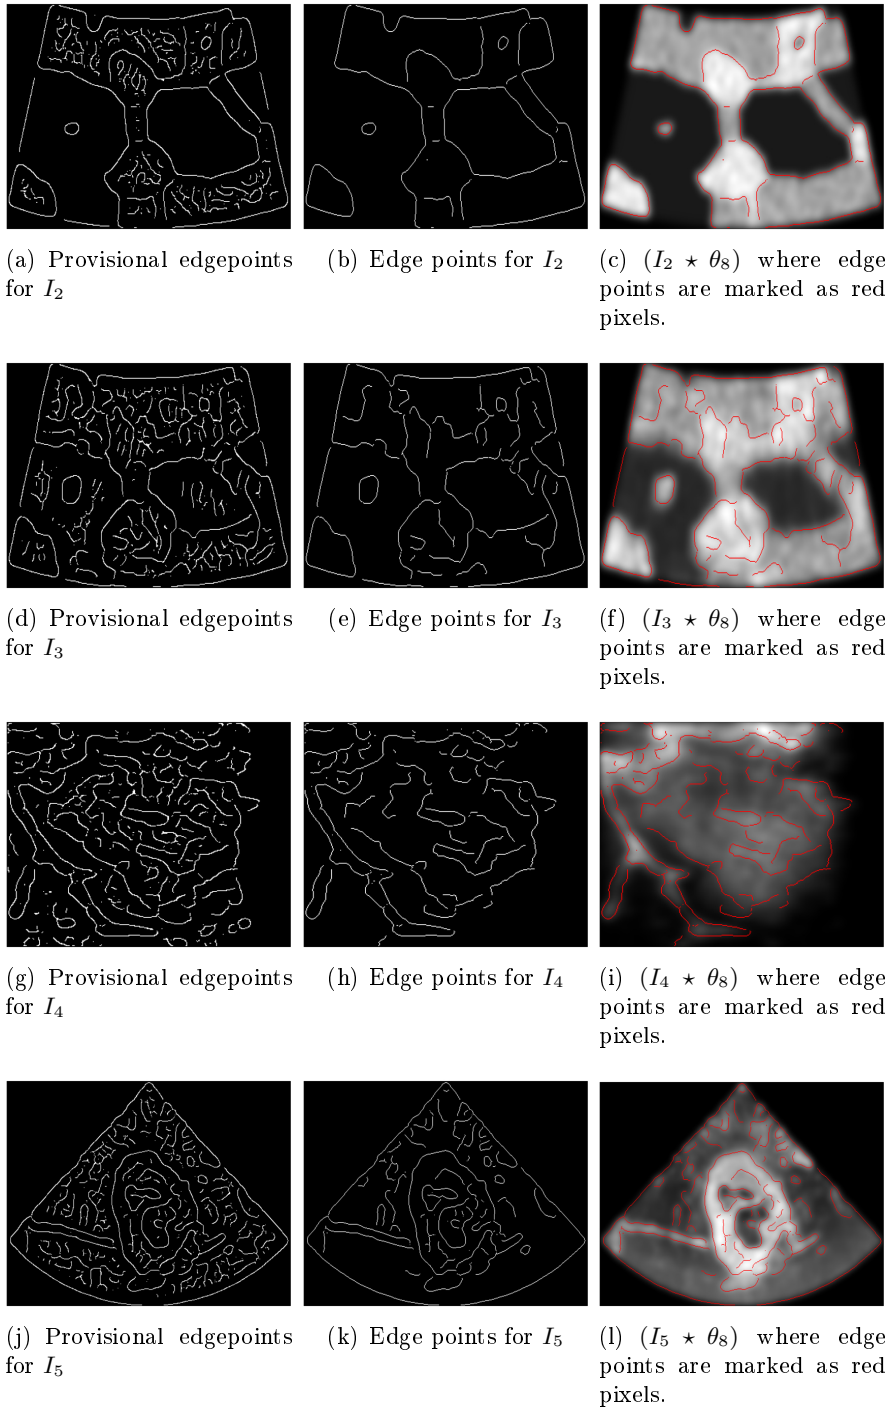 (a) Provisional edgepoints
for I₂
(b) Edge points for I₂
(c) (I₂ ⋆ θ₈) where edge
points are marked as red
pixels.
(d) Provisional edgepoints
for I₃
(e) Edge points for I₃
(f) (I₃ ⋆ θ₈) where edge
points are marked as red
pixels.
(g) Provisional edgepoints
for I₄
(h) Edge points for I₄
(i) (I₄ ⋆ θ₈) where edge
points are marked as red
pixels.
(j) Provisional edgepoints
for I₅
(k) Edge points for I₅
(l) (I₅ ⋆ θ₈) where edge
points are marked as red
pixels.